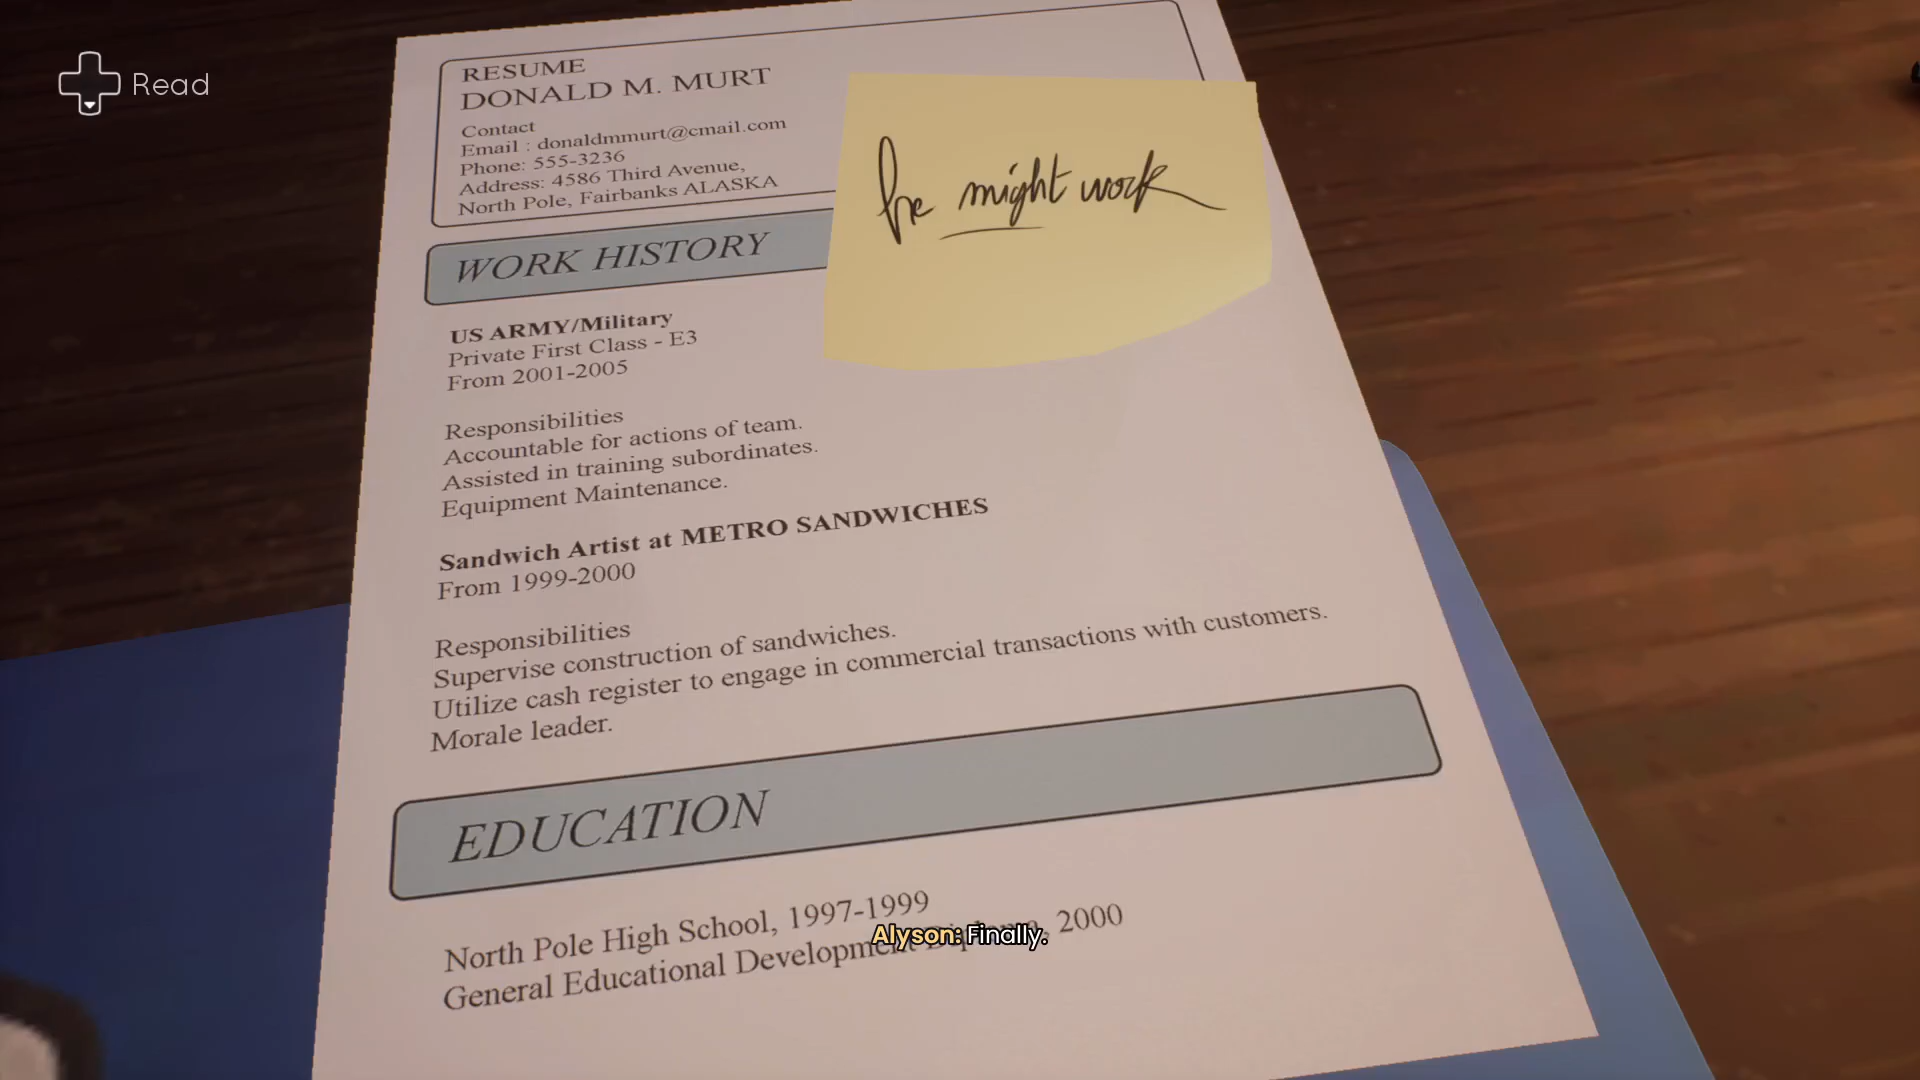 Read
RESUME
DONALD M. MURT
Contact
Email : donaldmmurt@cmail.com
Phone: 555-3236
Address: 4586 Third Avenue,
North Pole, Fairbanks ALASKA
he might work
WORK HISTORY
US ARMY/Military
Private First Class - E3
From 2001-2005
Responsibilities
Accountable for actions of team.
Assisted in training subordinates.
Equipment Maintenance.
Sandwich Artist at METRO SANDWICHES
From 1999-2000
Responsibilities
Supervise construction of sandwiches.
Utilize cash register to engage in commercial transactions with customers.
Morale leader.
EDUCATION
North Pole High School, 1997-1999
General Educational Development 2000
Alyson: Finally.